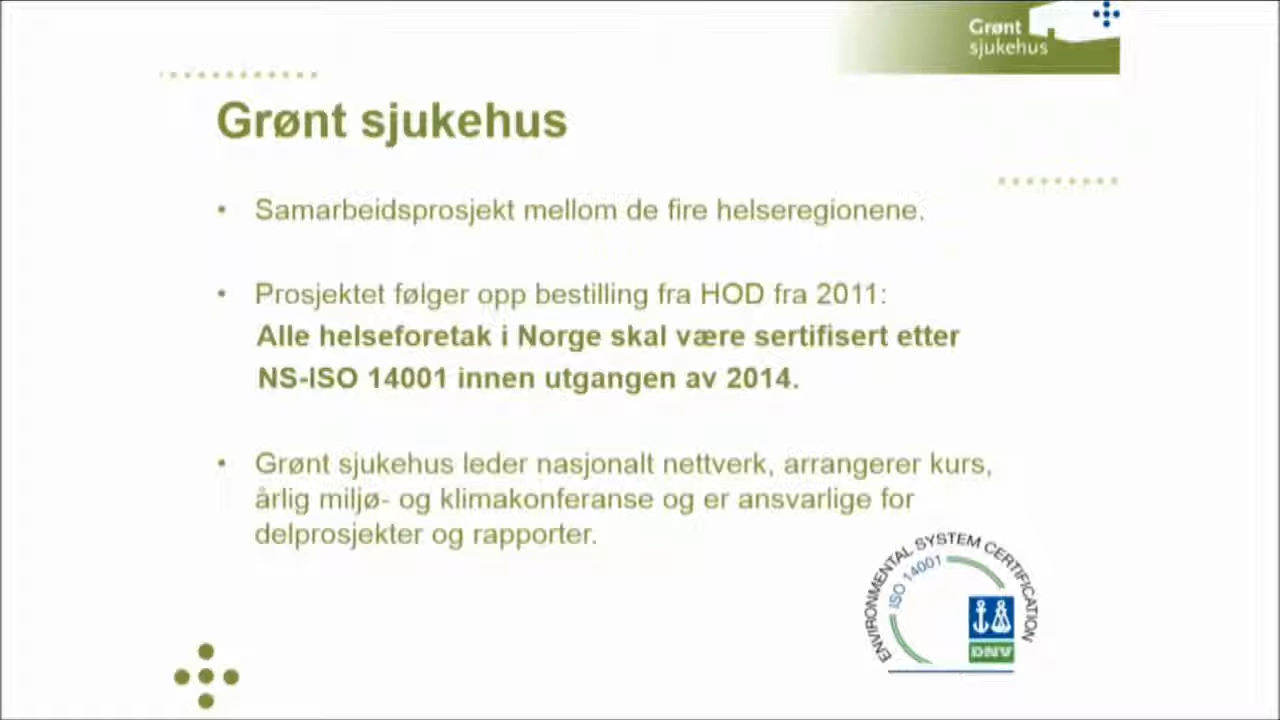 Grønt
sjukehus
Grønt sjukehus
• Samarbeidsprosjekt mellom de fire helseregionene.
• Prosjektet følger opp bestilling fra HOD fra 2011:
Alle helseforetak i Norge skal være sertifisert etter
NS-ISO 14001 innen utgangen av 2014.
• Grønt sjukehus leder nasjonalt nettverk, arrangerer kurs,
årlig miljø- og klimakonferanse og er ansvarlige for
delprosjekter og rapporter.
ENVIRONMENTAL SYSTEM CERTIFICATION
ISO 14001
DNV